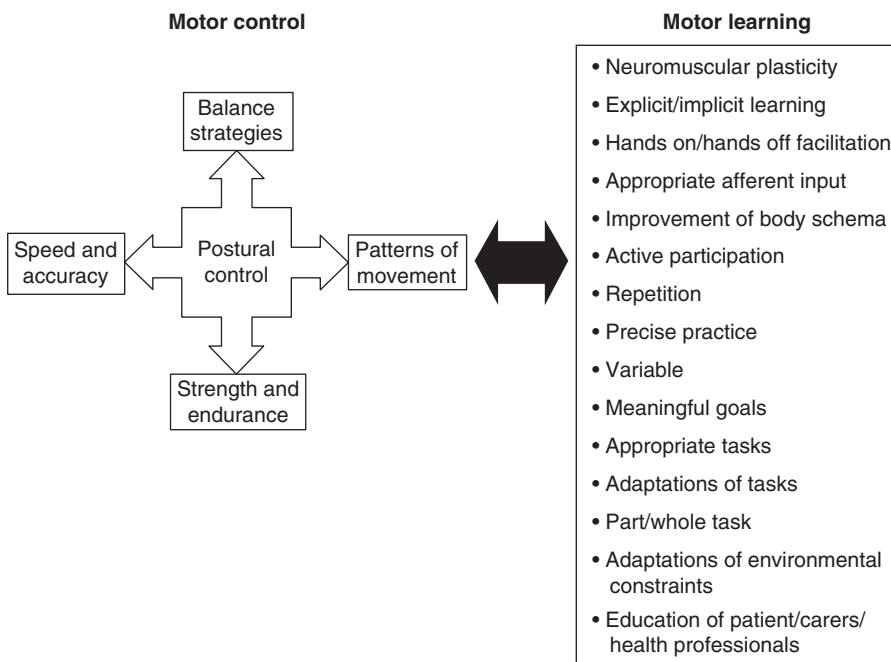 Motor control
Balance
strategies
Speed and
accuracy
Postural
control
Patterns of
movement
Strength and
endurance
Motor learning
• Neuromuscular plasticity
• Explicit/implicit learning
• Hands on/hands off facilitation
• Appropriate afferent input
• Improvement of body schema
• Active participation
• Repetition
• Precise practice
• Variable
• Meaningful goals
• Appropriate tasks
• Adaptations of tasks
• Part/whole task
• Adaptations of environmental
constraints
• Education of patient/carers/
health professionals